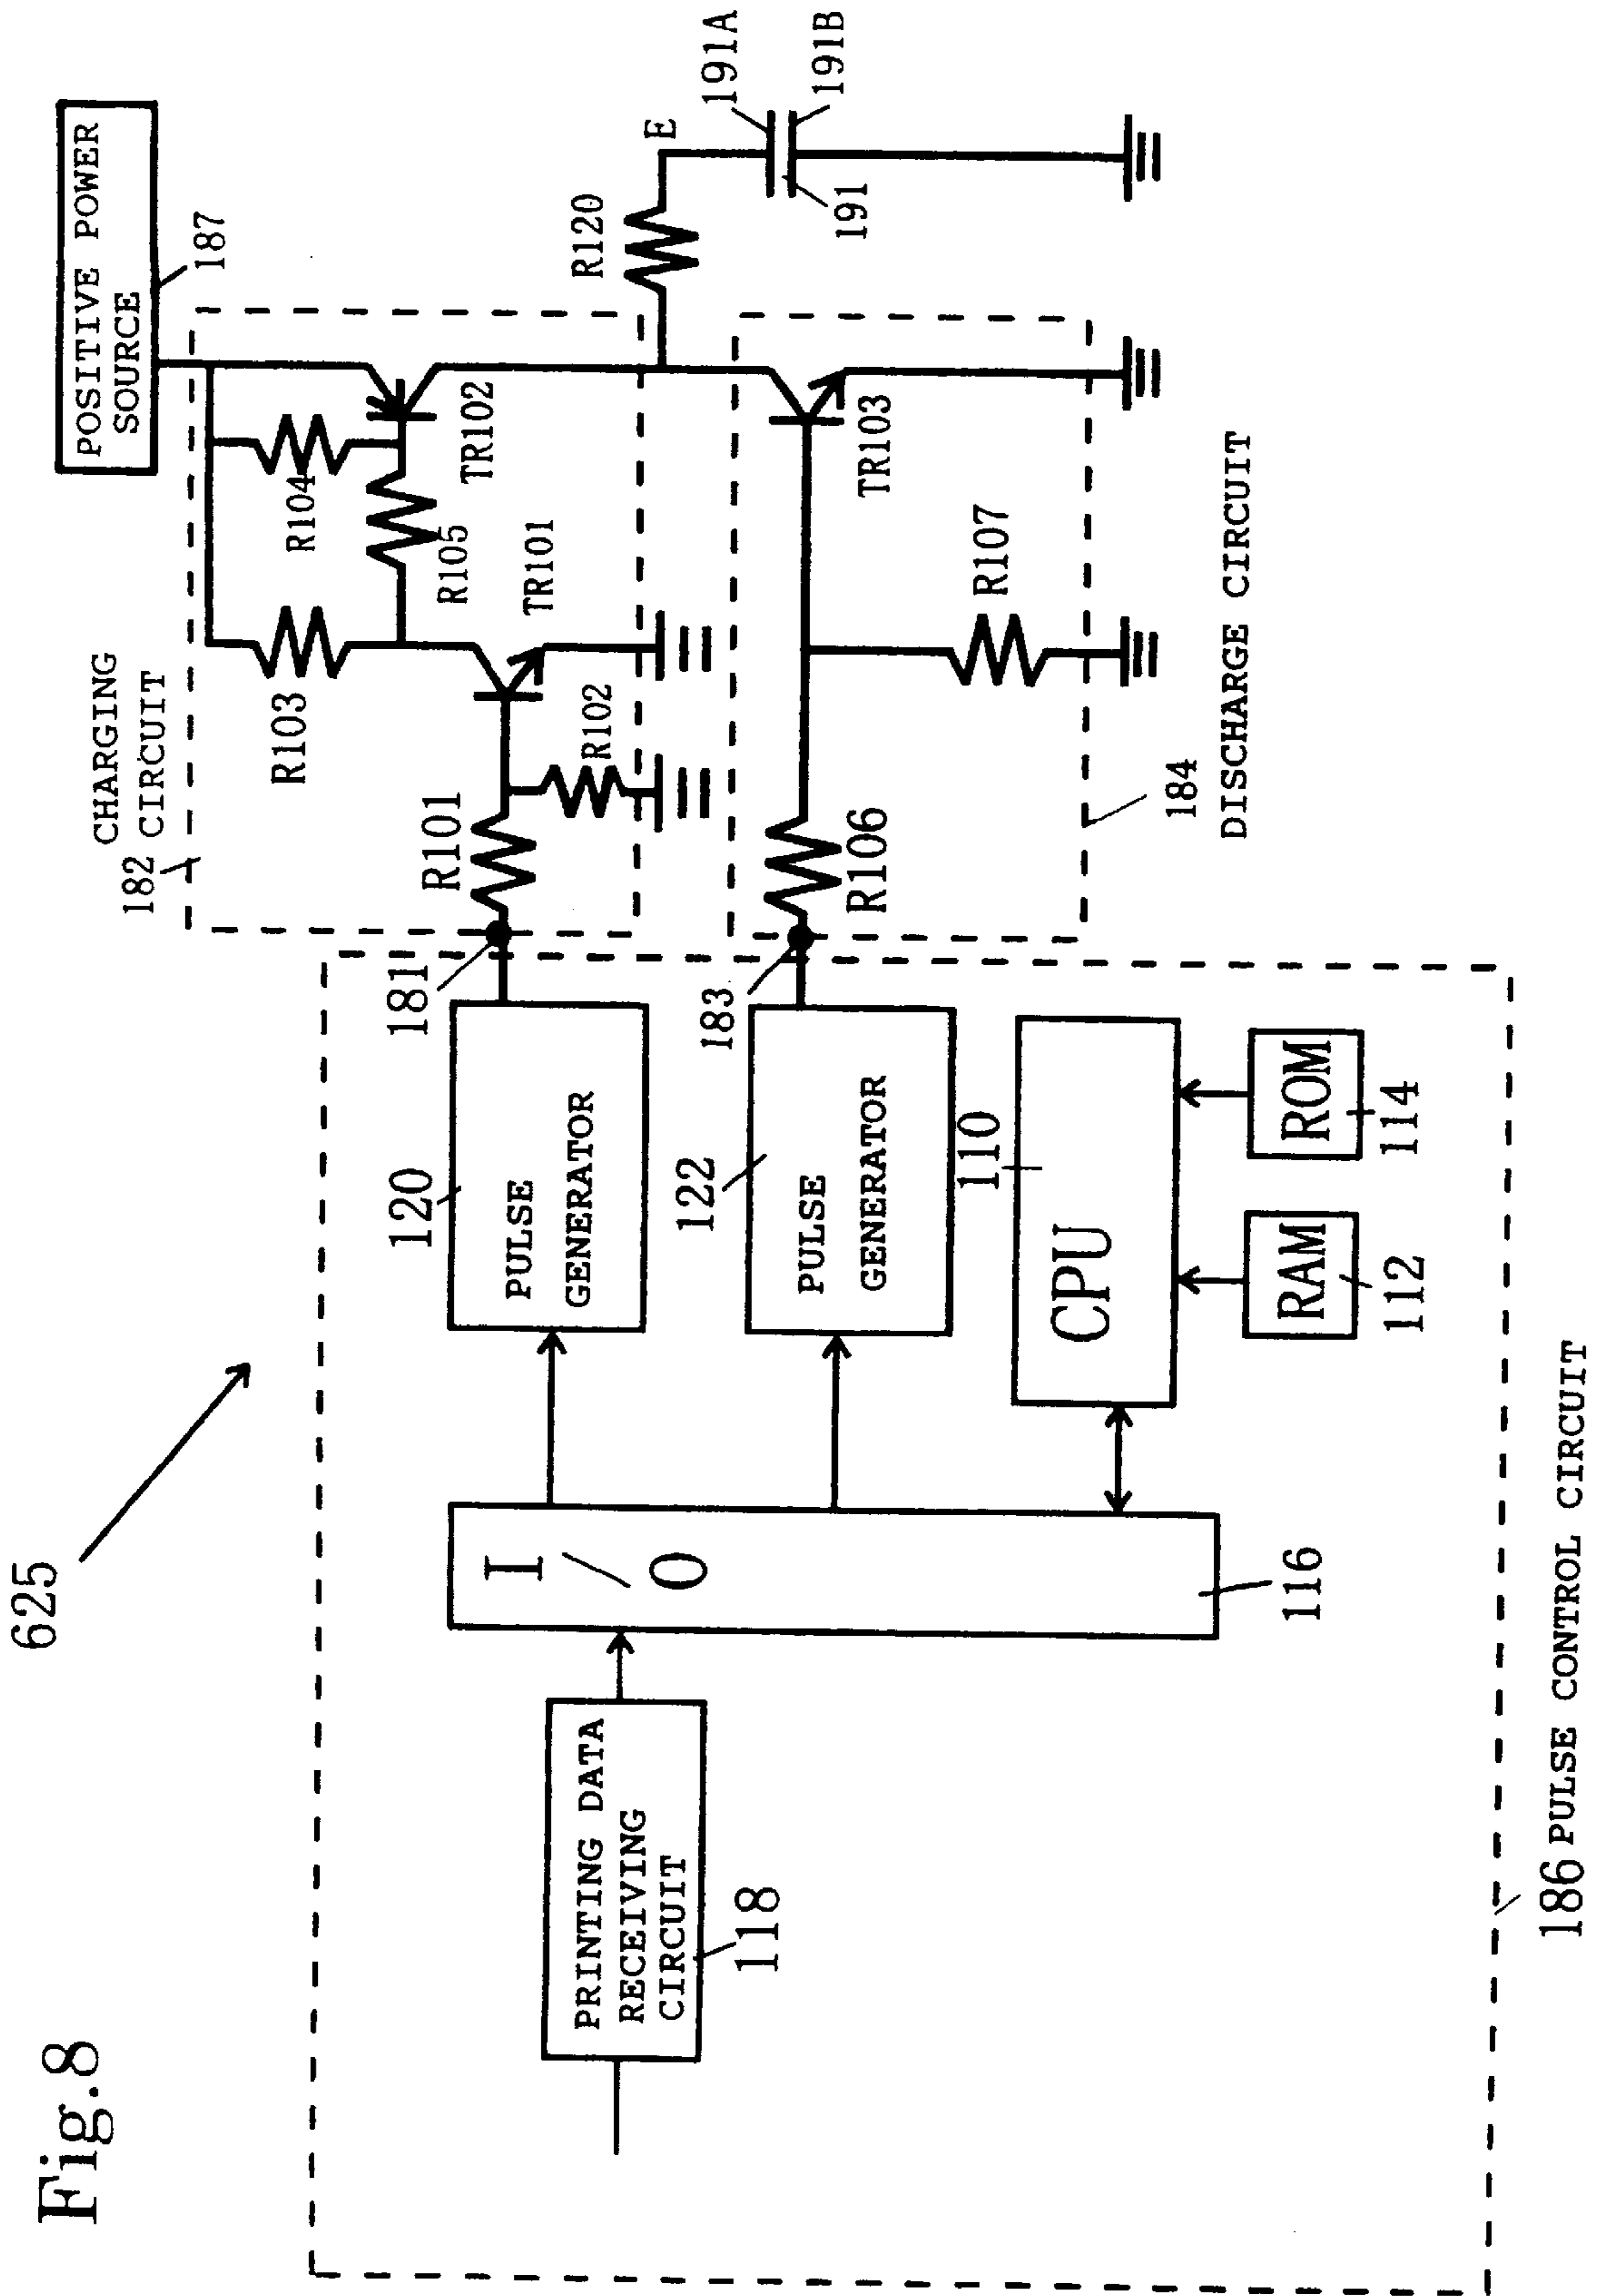 Fig.8
625
POSITIVE POWER
SOURCE
187
CHARGING
182 CIRCUIT
R103
R104
R105
TR102
TR101
R101
R102
R120
E
191A
191B
191
181
120
PULSE
GENERATOR
183
R106
R107
TR103
184
DISCHARGE CIRCUIT
122
PULSE
GENERATOR
110
CPU
ROM
114
RAM
112
I/O
116
PRINTING DATA
RECEIVING
CIRCUIT
118
186 PULSE CONTROL CIRCUIT